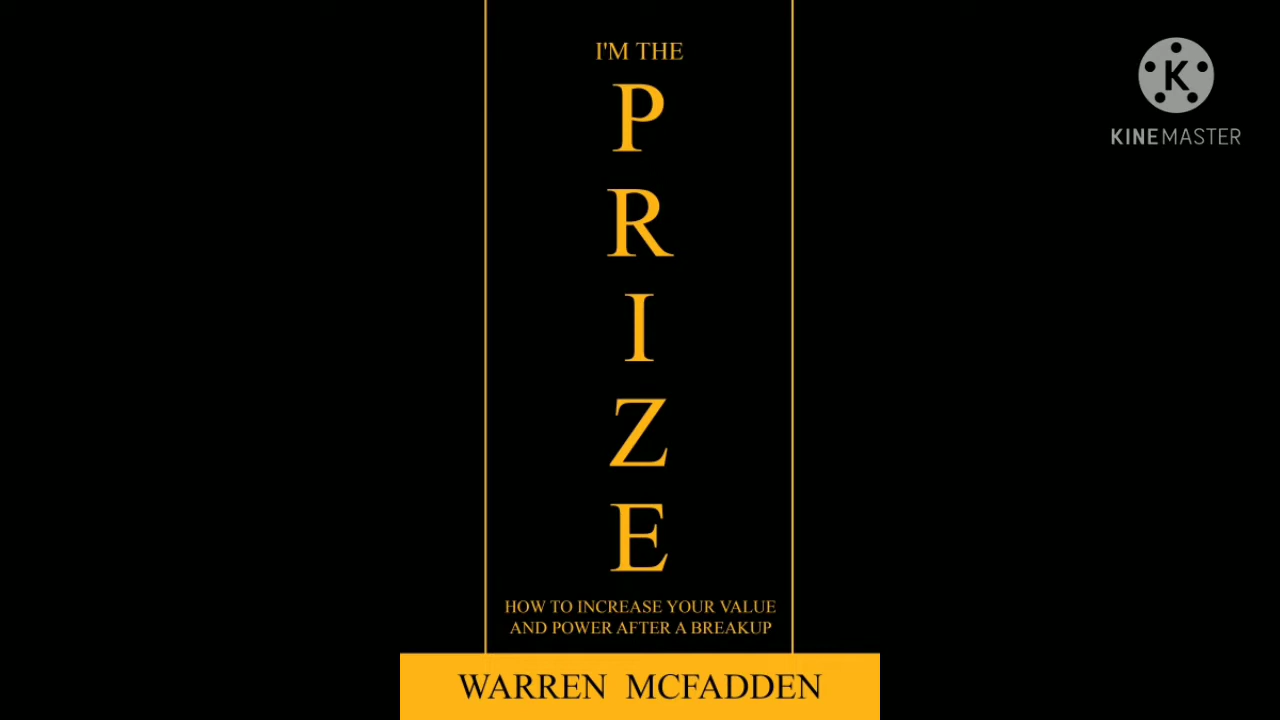 I'M THE
P
R
I
Z
E
HOW TO INCREASE YOUR VALUE
AND POWER AFTER A BREAKUP
WARREN MCFADDEN
K
KINEMASTER